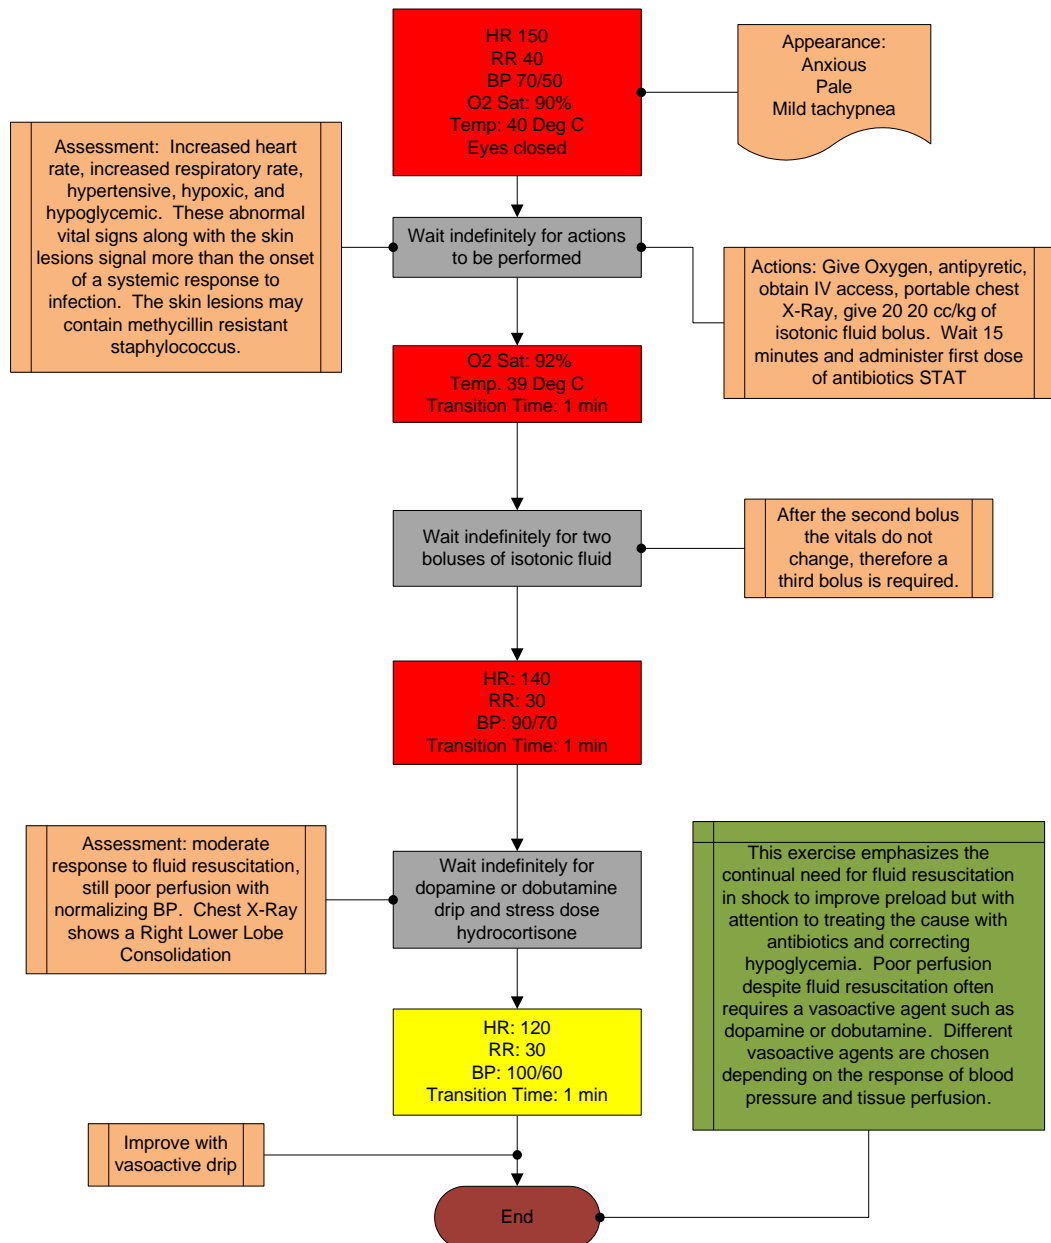 HR 150
RR 40
BP 70/50
O2 Sat: 90%
Temp: 40 Deg C
Eyes closed
Appearance:
Anxious
Pale
Mild tachypnea
Assessment: Increased heart
rate, increased respiratory rate,
hypertensive, hypoxic, and
hypoglycemic. These abnormal
vital signs along with the skin
lesions signal more than the onset
of a systemic response to
infection. The skin lesions may
contain methycillin resistant
staphylococcus.
Wait indefinitely for actions
to be performed
Actions: Give Oxygen, antipyretic,
obtain IV access, portable chest
X-Ray, give 20 20 cc/kg of
isotonic fluid bolus. Wait 15
minutes and administer first dose
of antibiotics STAT
O2 Sat: 92%
Temp. 39 Deg C
Transition Time: 1 min
Wait indefinitely for two
boluses of isotonic fluid
After the second bolus
the vitals do not
change, therefore a
third bolus is required.
HR: 140
RR: 30
BP: 90/70
Transition Time: 1 min
Assessment: moderate
response to fluid resuscitation,
still poor perfusion with
normalizing BP. Chest X-Ray
shows a Right Lower Lobe
Consolidation
Wait indefinitely for
dopamine or dobutamine
drip and stress dose
hydrocortisone
This exercise emphasizes the
continual need for fluid resuscitation
in shock to improve preload but with
attention to treating the cause with
antibiotics and correcting
hypoglycemia. Poor perfusion
despite fluid resuscitation often
requires a vasoactive agent such as
dopamine or dobutamine. Different
vasoactive agents are chosen
depending on the response of blood
pressure and tissue perfusion.
HR: 120
RR: 30
BP: 100/60
Transition Time: 1 min
Improve with
vasoactive drip
End